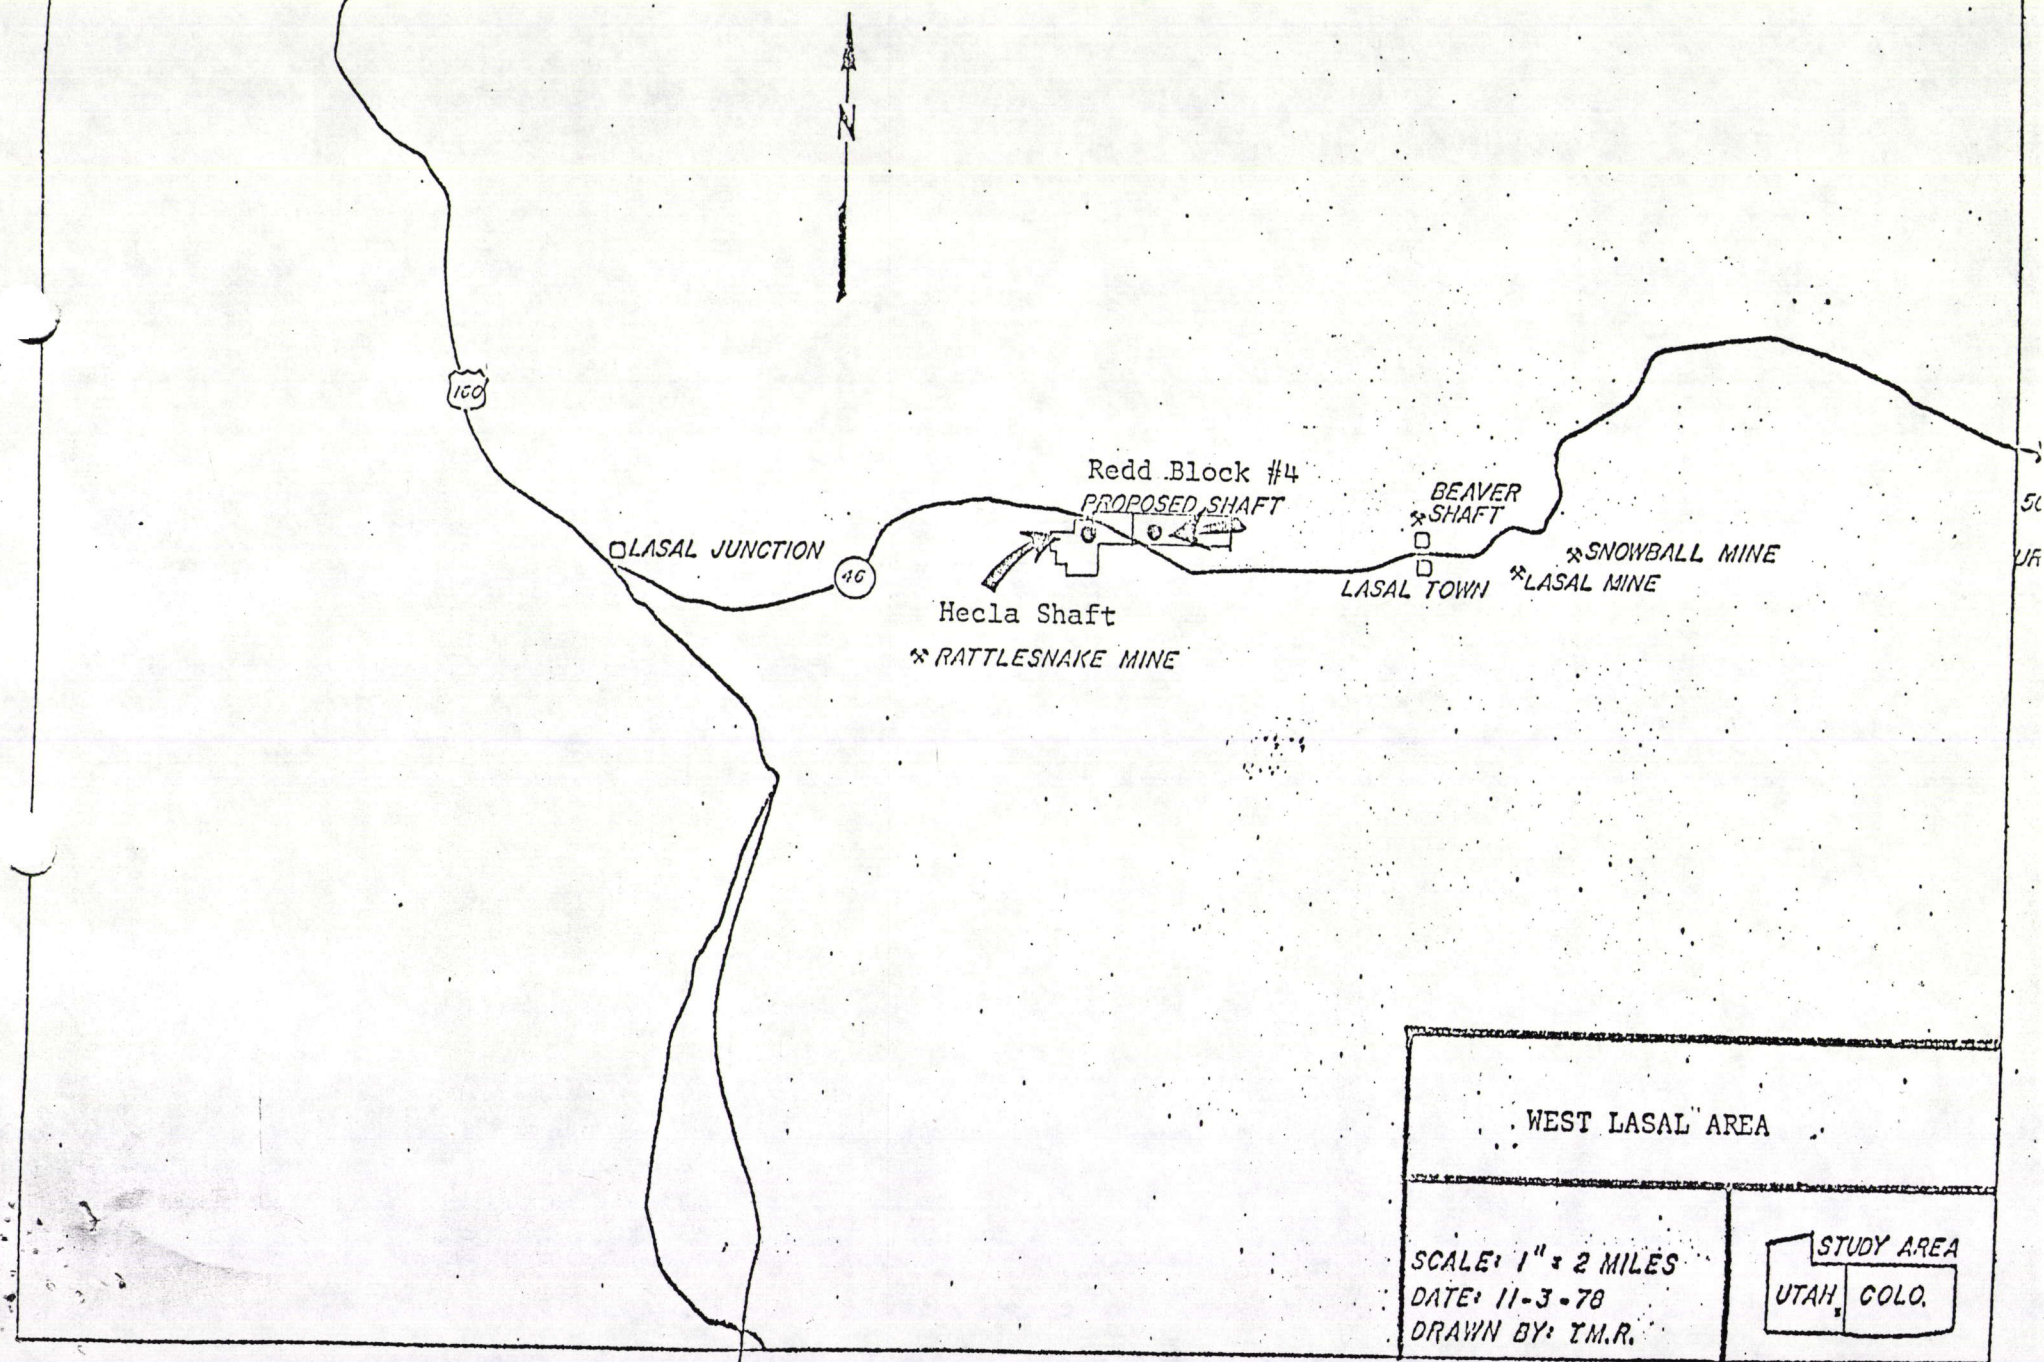 N
160
Redd Block #4
PROPOSED SHAFT
BEAVER
SHAFT
LASAL JUNCTION
46
SNOWBALL MINE
LASAL TOWN
LASAL MINE
Hecla Shaft
RATTLESNAKE MINE
WEST LASAL AREA
SCALE: 1" = 2 MILES
DATE: 11-3-78
DRAWN BY: T.M.R.
STUDY AREA
UTAH
COLO.